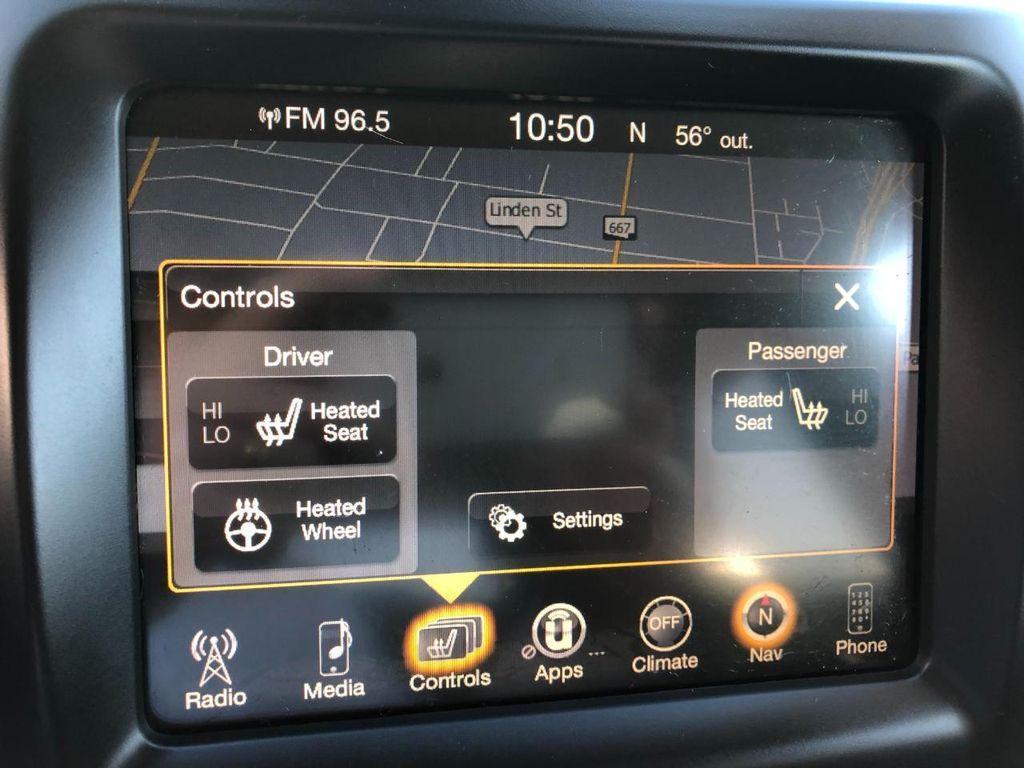 FM 96.5
10:50
N
56° out.
Linden St
667
Controls
Driver
Passenger
HI
LO
Heated
Seat
Heated
Seat
HI
LO
Heated
Wheel
Settings
OFF
N
Radio
Media
Controls
Apps
...
Climate
Nav
Phone